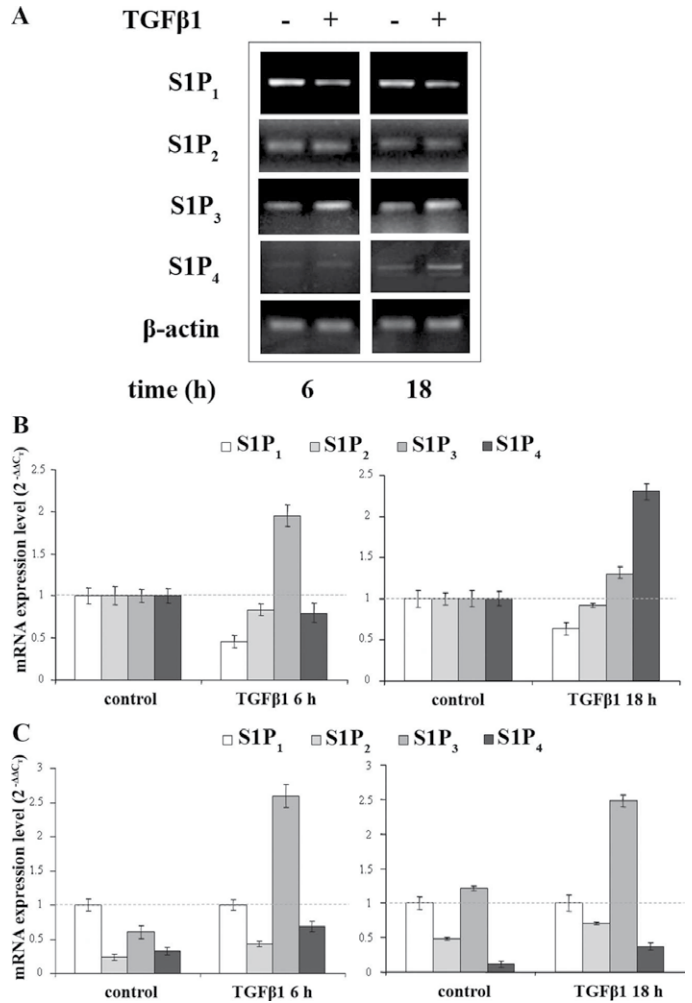 A
TGFβ1 - + - +
S1P₁
S1P₂
S1P₃
S1P₄
β-actin
time (h) 6 18
B
S1P₁ S1P₂ S1P₃ S1P₄
mRNA expression level (2^-ΔΔCт)
2.5
2
1.5
1
0.5
0
control TGFβ1 6 h
2.5
2
1.5
1
0.5
0
control TGFβ1 18 h
C
S1P₁ S1P₂ S1P₃ S1P₄
mRNA expression level (2^-ΔΔCт)
3
2.5
2
1.5
1
0.5
0
control TGFβ1 6 h
3
2.5
2
1.5
1
0.5
0
control TGFβ1 18 h